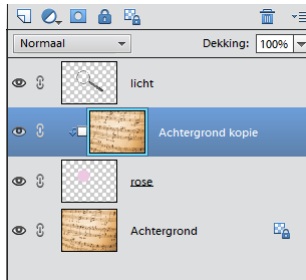 Normaal Dekking: 100%
licht
Achtergrond kopie
rose
Achtergrond